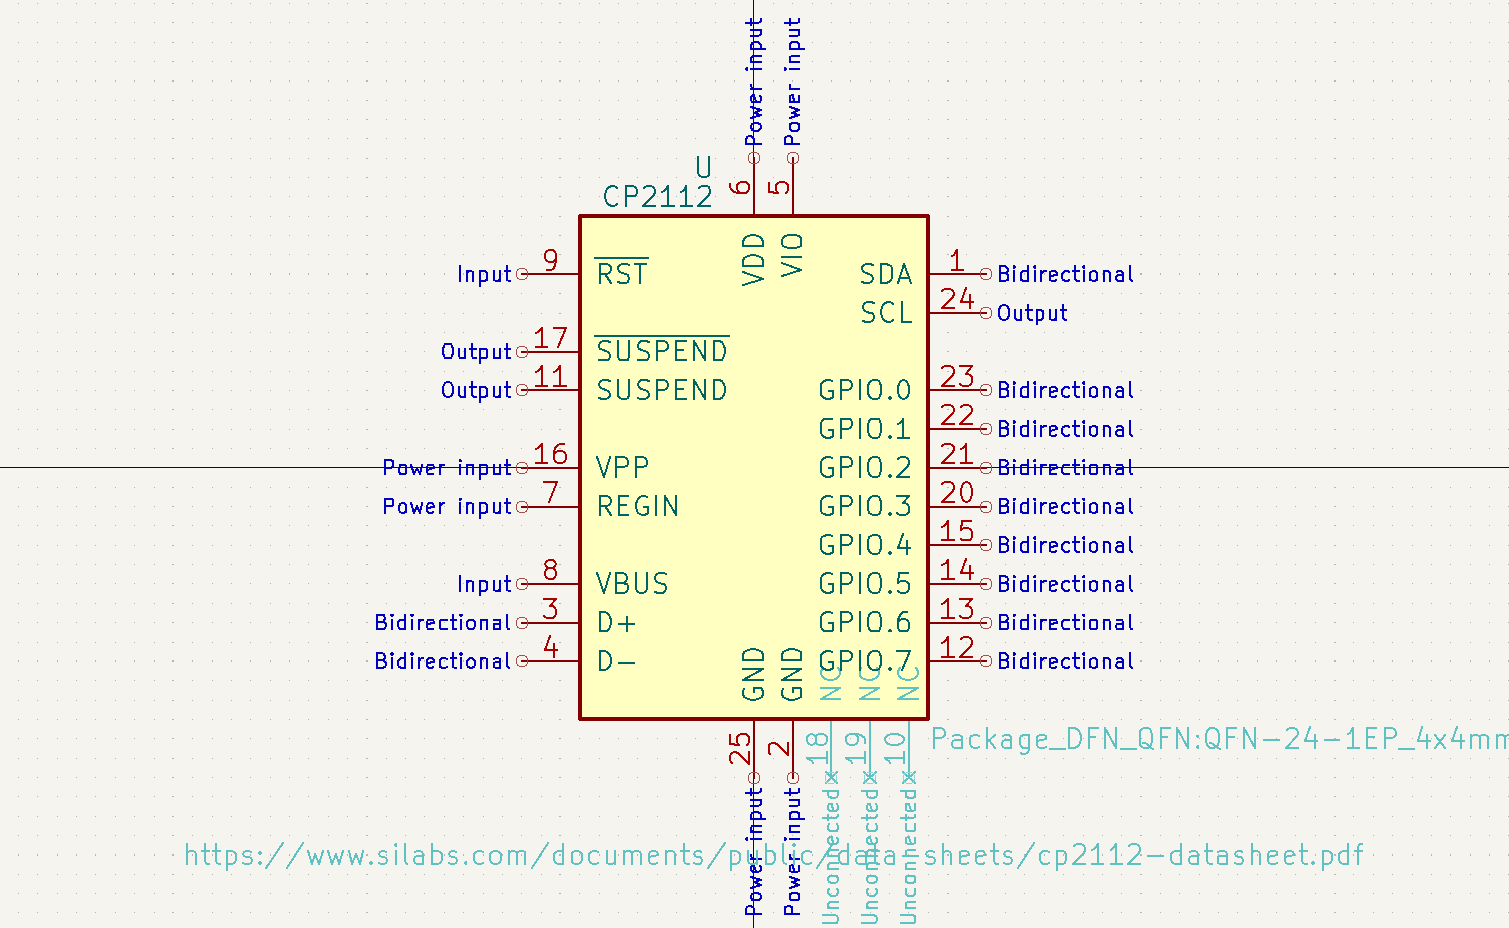 Power input Power input
6 5
U
CP2112
VDD VIO
Input 9 RST SDA 1 Bidirectional
SCL 24 Output
Output 17 SUSPEND
Output 11 SUSPEND GPIO.0 23 Bidirectional
GPIO.1 22 Bidirectional
Power input 16 VPP GPIO.2 21 Bidirectional
Power input 7 REGIN GPIO.3 20 Bidirectional
GPIO.4 15 Bidirectional
Input 8 VBUS GPIO.5 14 Bidirectional
Bidirectional 3 D+ GPIO.6 13 Bidirectional
Bidirectional 4 D- GPIO.7 12 Bidirectional
GND GND NC NC NC
25 2 18 19 10
Package_DFN_QFN:QFN-24-1EP_4x4mm
Power input Power input Unconnected Unconnected Unconnected
https://www.silabs.com/documents/public/data-sheets/cp2112-datasheet.pdf